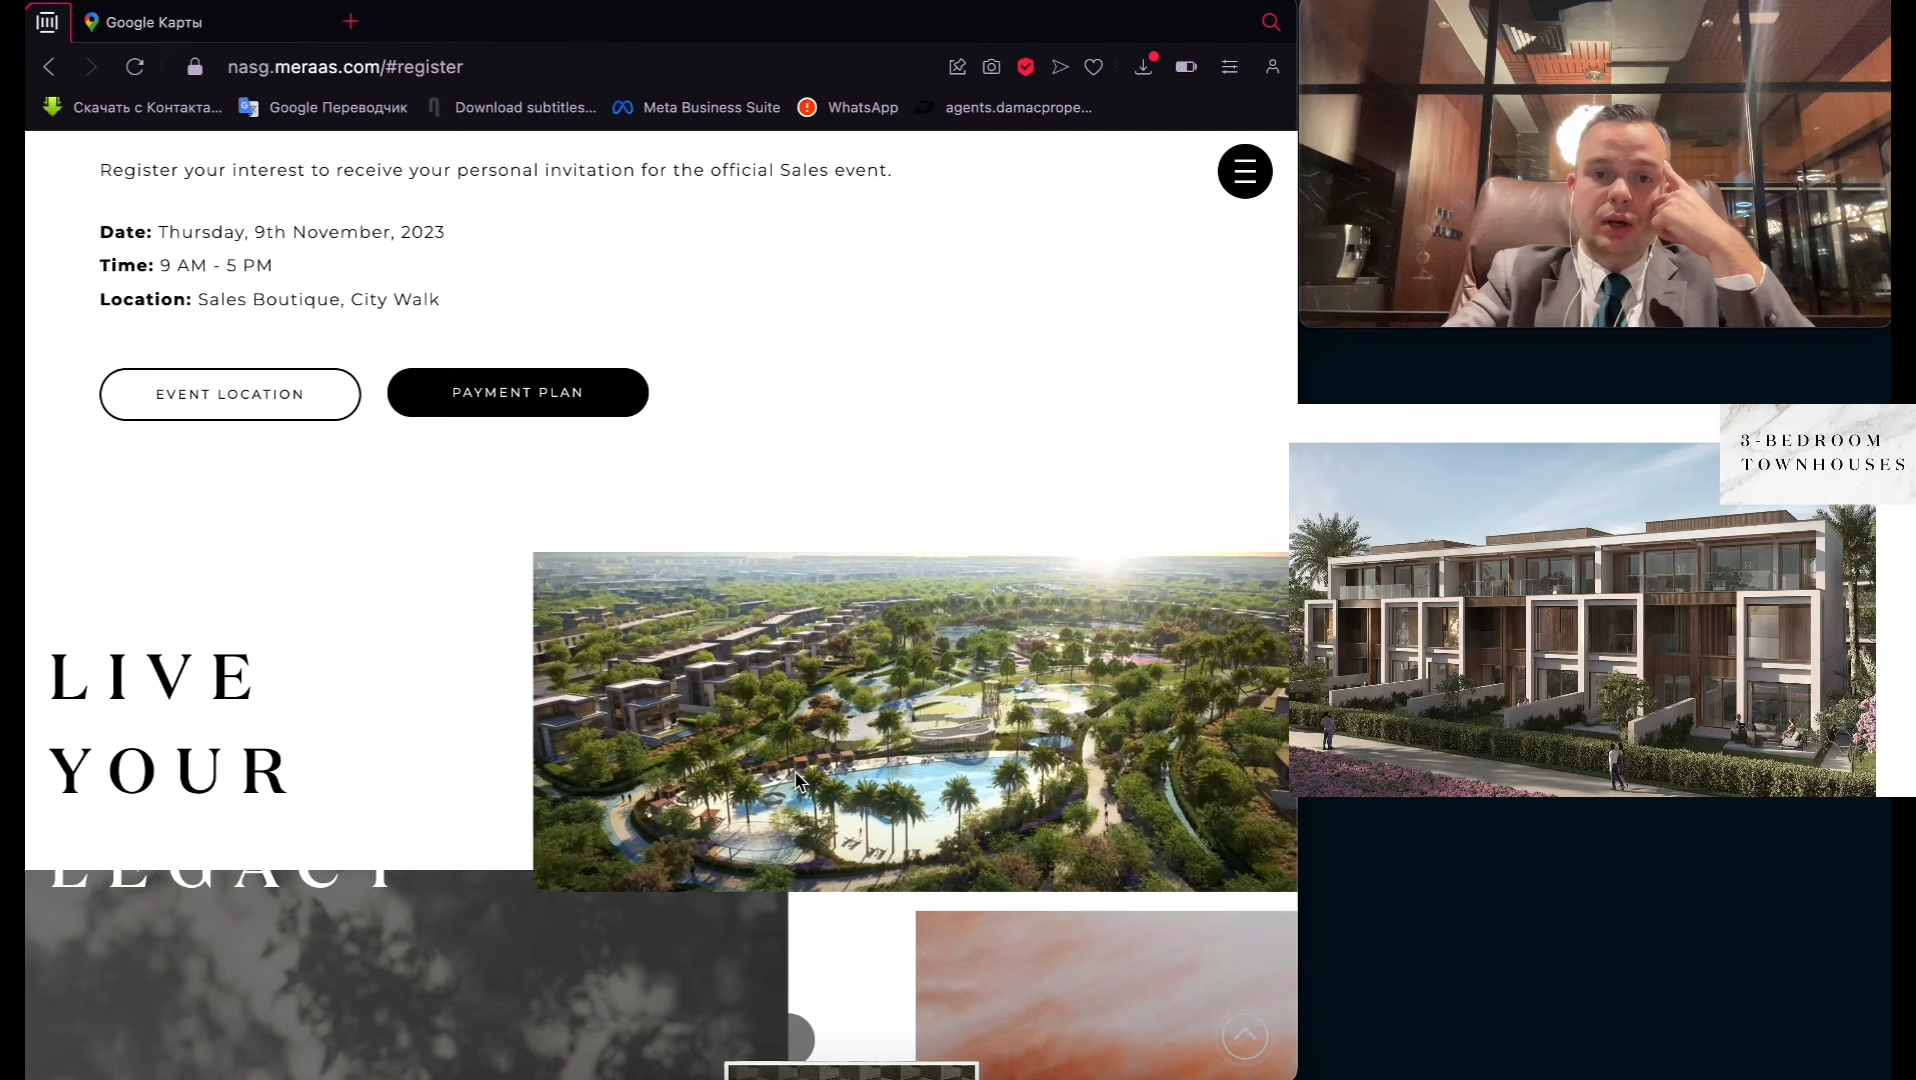 Google Карты
nasg.meraas.com/#register
Скачать с Контакта...
Google Переводчик
Download subtitles...
Meta Business Suite
WhatsApp
agents.damacprope...
Register your interest to receive your personal invitation for the official Sales event.
Date: Thursday, 9th November, 2023
Time: 9 AM - 5 PM
Location: Sales Boutique, City Walk
EVENT LOCATION
PAYMENT PLAN
3-BEDROOM
TOWNHOUSES
LIVE
YOUR
LEGACY